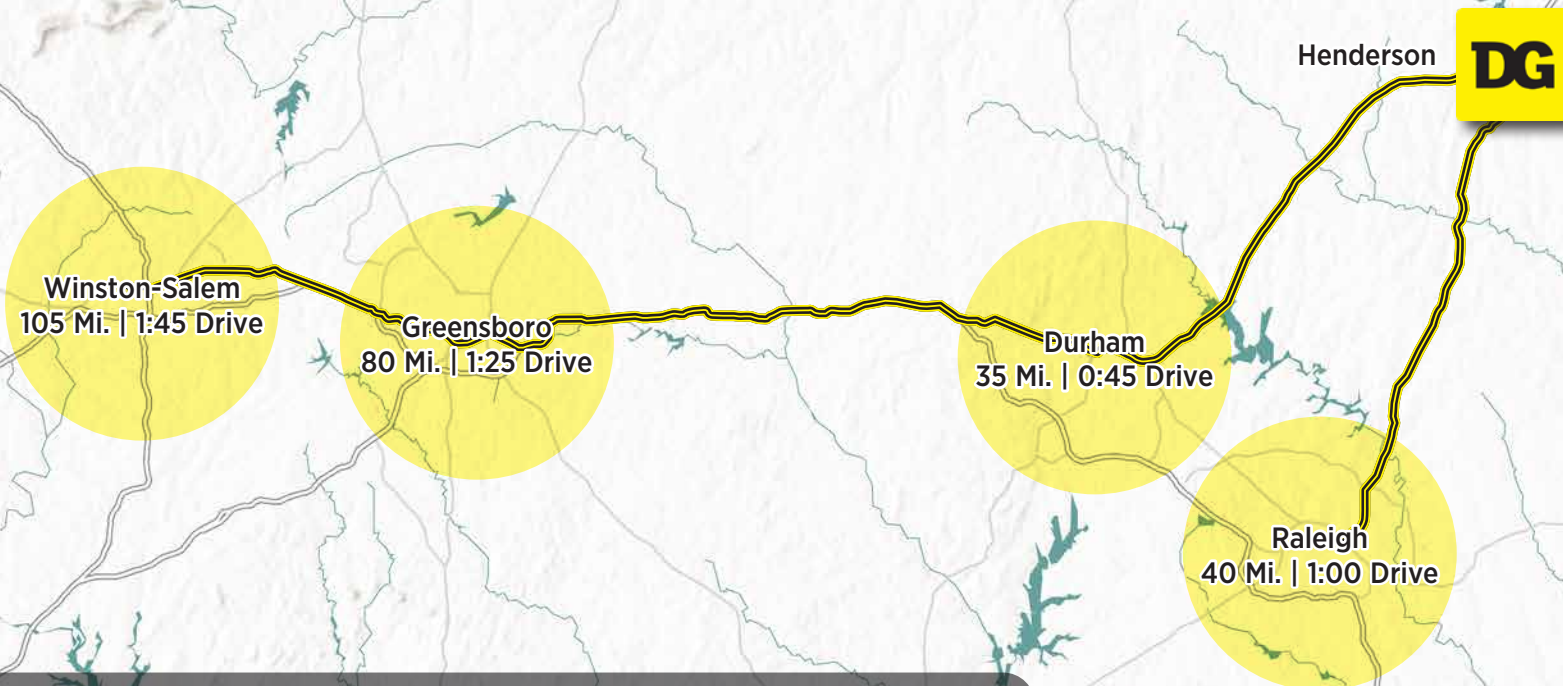 Henderson
DG
Winston-Salem
105 Mi. | 1:45 Drive
Greensboro
80 Mi. | 1:25 Drive
Durham
35 Mi. | 0:45 Drive
Raleigh
40 Mi. | 1:00 Drive